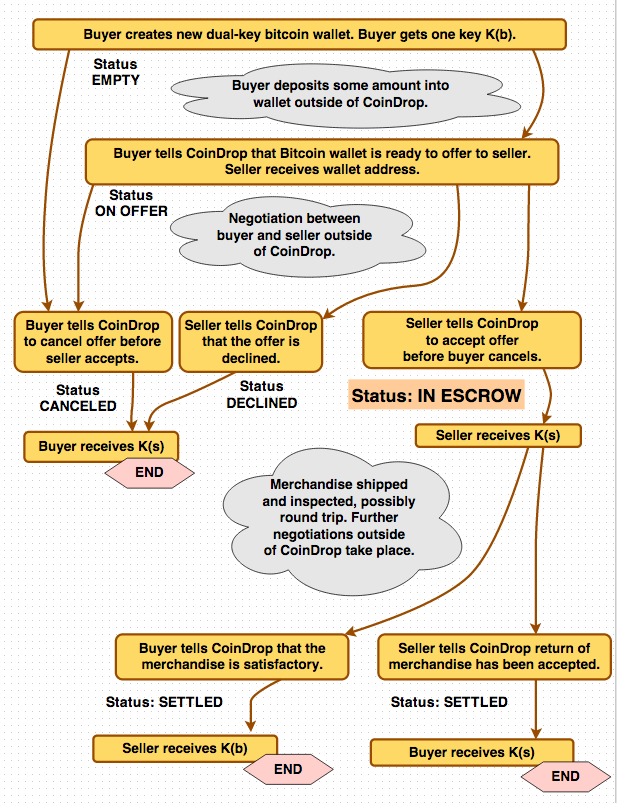 Buyer creates new dual-key bitcoin wallet. Buyer gets one key K(b).
Status
EMPTY
Buyer deposits some amount into
wallet outside of CoinDrop.
Buyer tells CoinDrop that Bitcoin wallet is ready to offer to seller.
Seller receives wallet address.
Status
ON OFFER
Negotiation between
buyer and seller outside
of CoinDrop.
Buyer tells CoinDrop
to cancel offer before
seller accepts.
Seller tells CoinDrop
that the offer is
declined.
Seller tells CoinDrop
to accept offer
before buyer cancels.
Status
CANCELED
Status
DECLINED
Status: IN ESCROW
Buyer receives K(s)
END
Seller receives K(s)
Merchandise shipped
and inspected, possibly
round trip. Further
negotiations outside
of CoinDrop take place.
Buyer tells CoinDrop that the
merchandise is satisfactory.
Seller tells CoinDrop return of
merchandise has been accepted.
Status: SETTLED
Status: SETTLED
Seller receives K(b)
END
Buyer receives K(s)
END